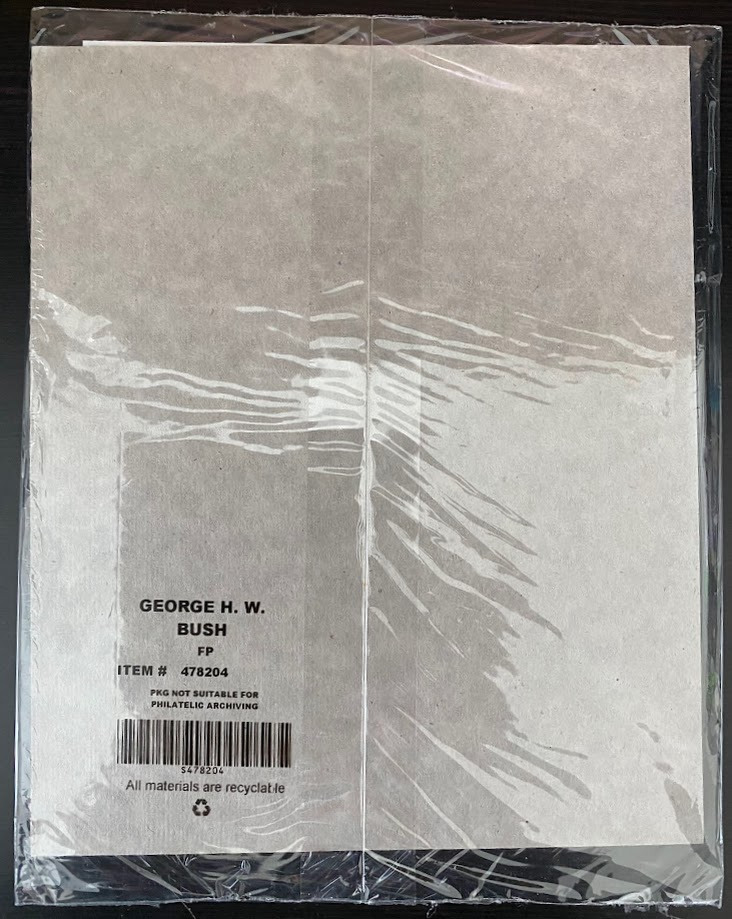 GEORGE H. W.
BUSH
FP
ITEM # 478204
PKG NOT SUITABLE FOR
PHILATELIC ARCHIVING
S478204
All materials are recyclable